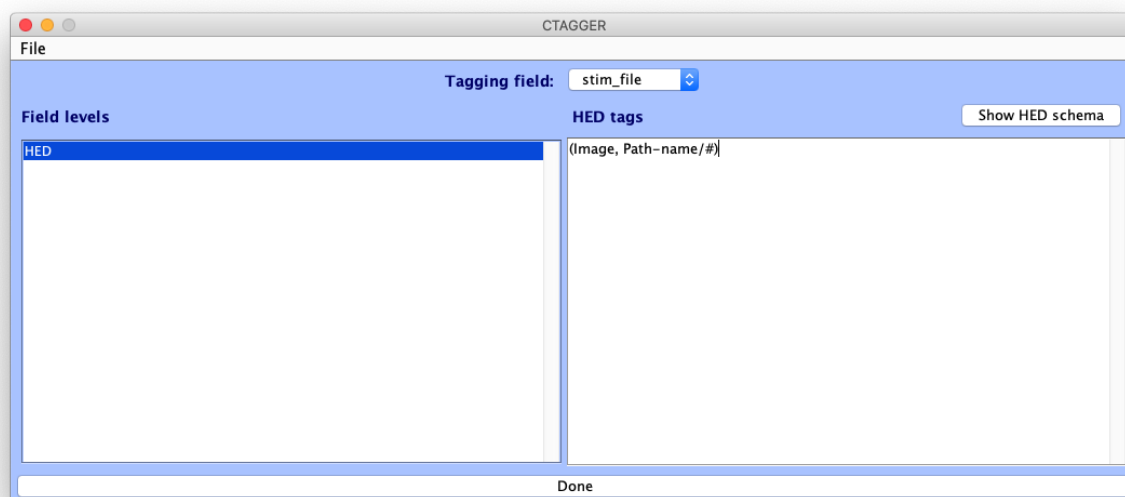 CTAGGER
File
Tagging field: stim_file
Field levels
HED tags
Show HED schema
HED
(Image, Path-name/#)
Done